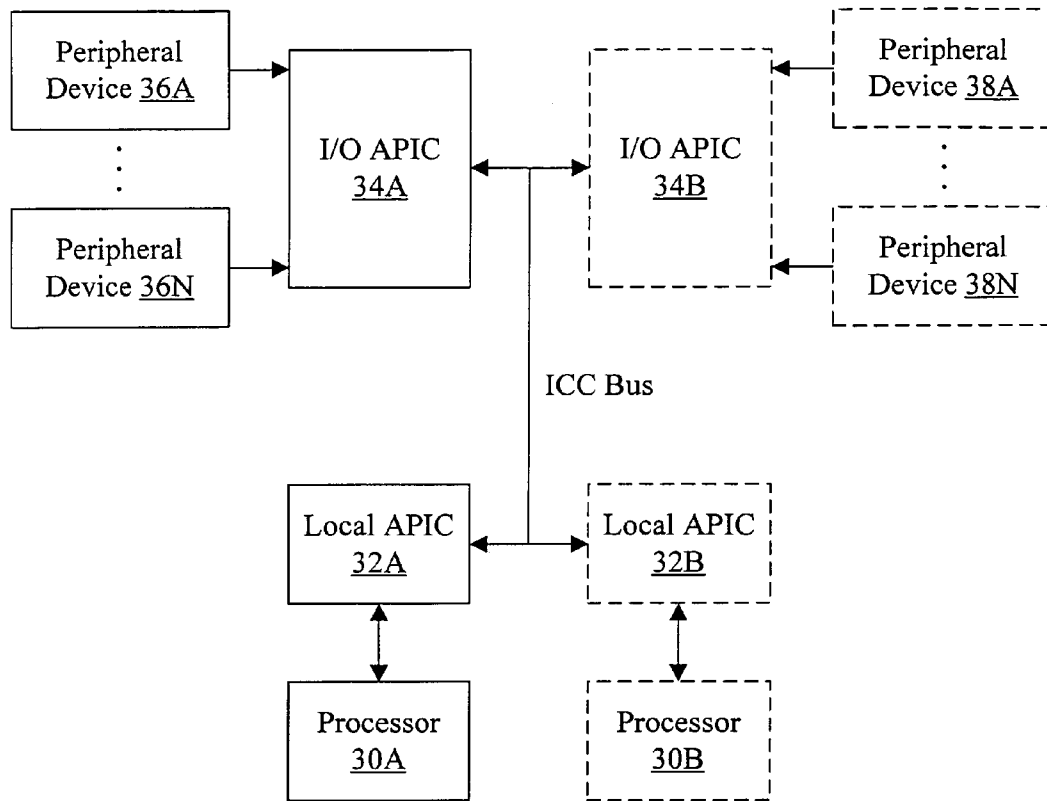 Peripheral
Device 36A
Peripheral
Device 36N
I/O APIC
34A
I/O APIC
34B
Peripheral
Device 38A
Peripheral
Device 38N
ICC Bus
Local APIC
32A
Local APIC
32B
Processor
30A
Processor
30B